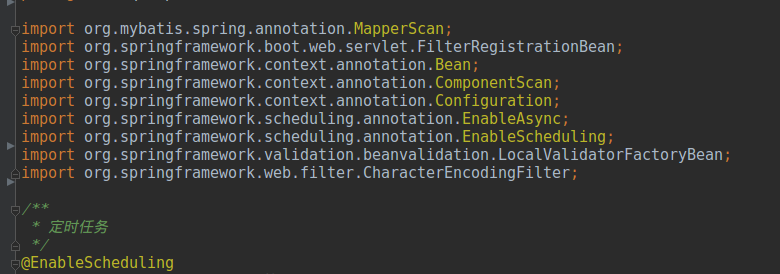 import org.mybatis.spring.annotation.MapperScan;
import org.springframework.boot.web.servlet.FilterRegistrationBean;
import org.springframework.context.annotation.Bean;
import org.springframework.context.annotation.ComponentScan;
import org.springframework.context.annotation.Configuration;
import org.springframework.scheduling.annotation.EnableAsync;
import org.springframework.scheduling.annotation.EnableScheduling;
import org.springframework.validation.beanvalidation.LocalValidatorFactoryBean;
import org.springframework.web.filter.CharacterEncodingFilter;
/**
* 定时任务
*/
@EnableScheduling